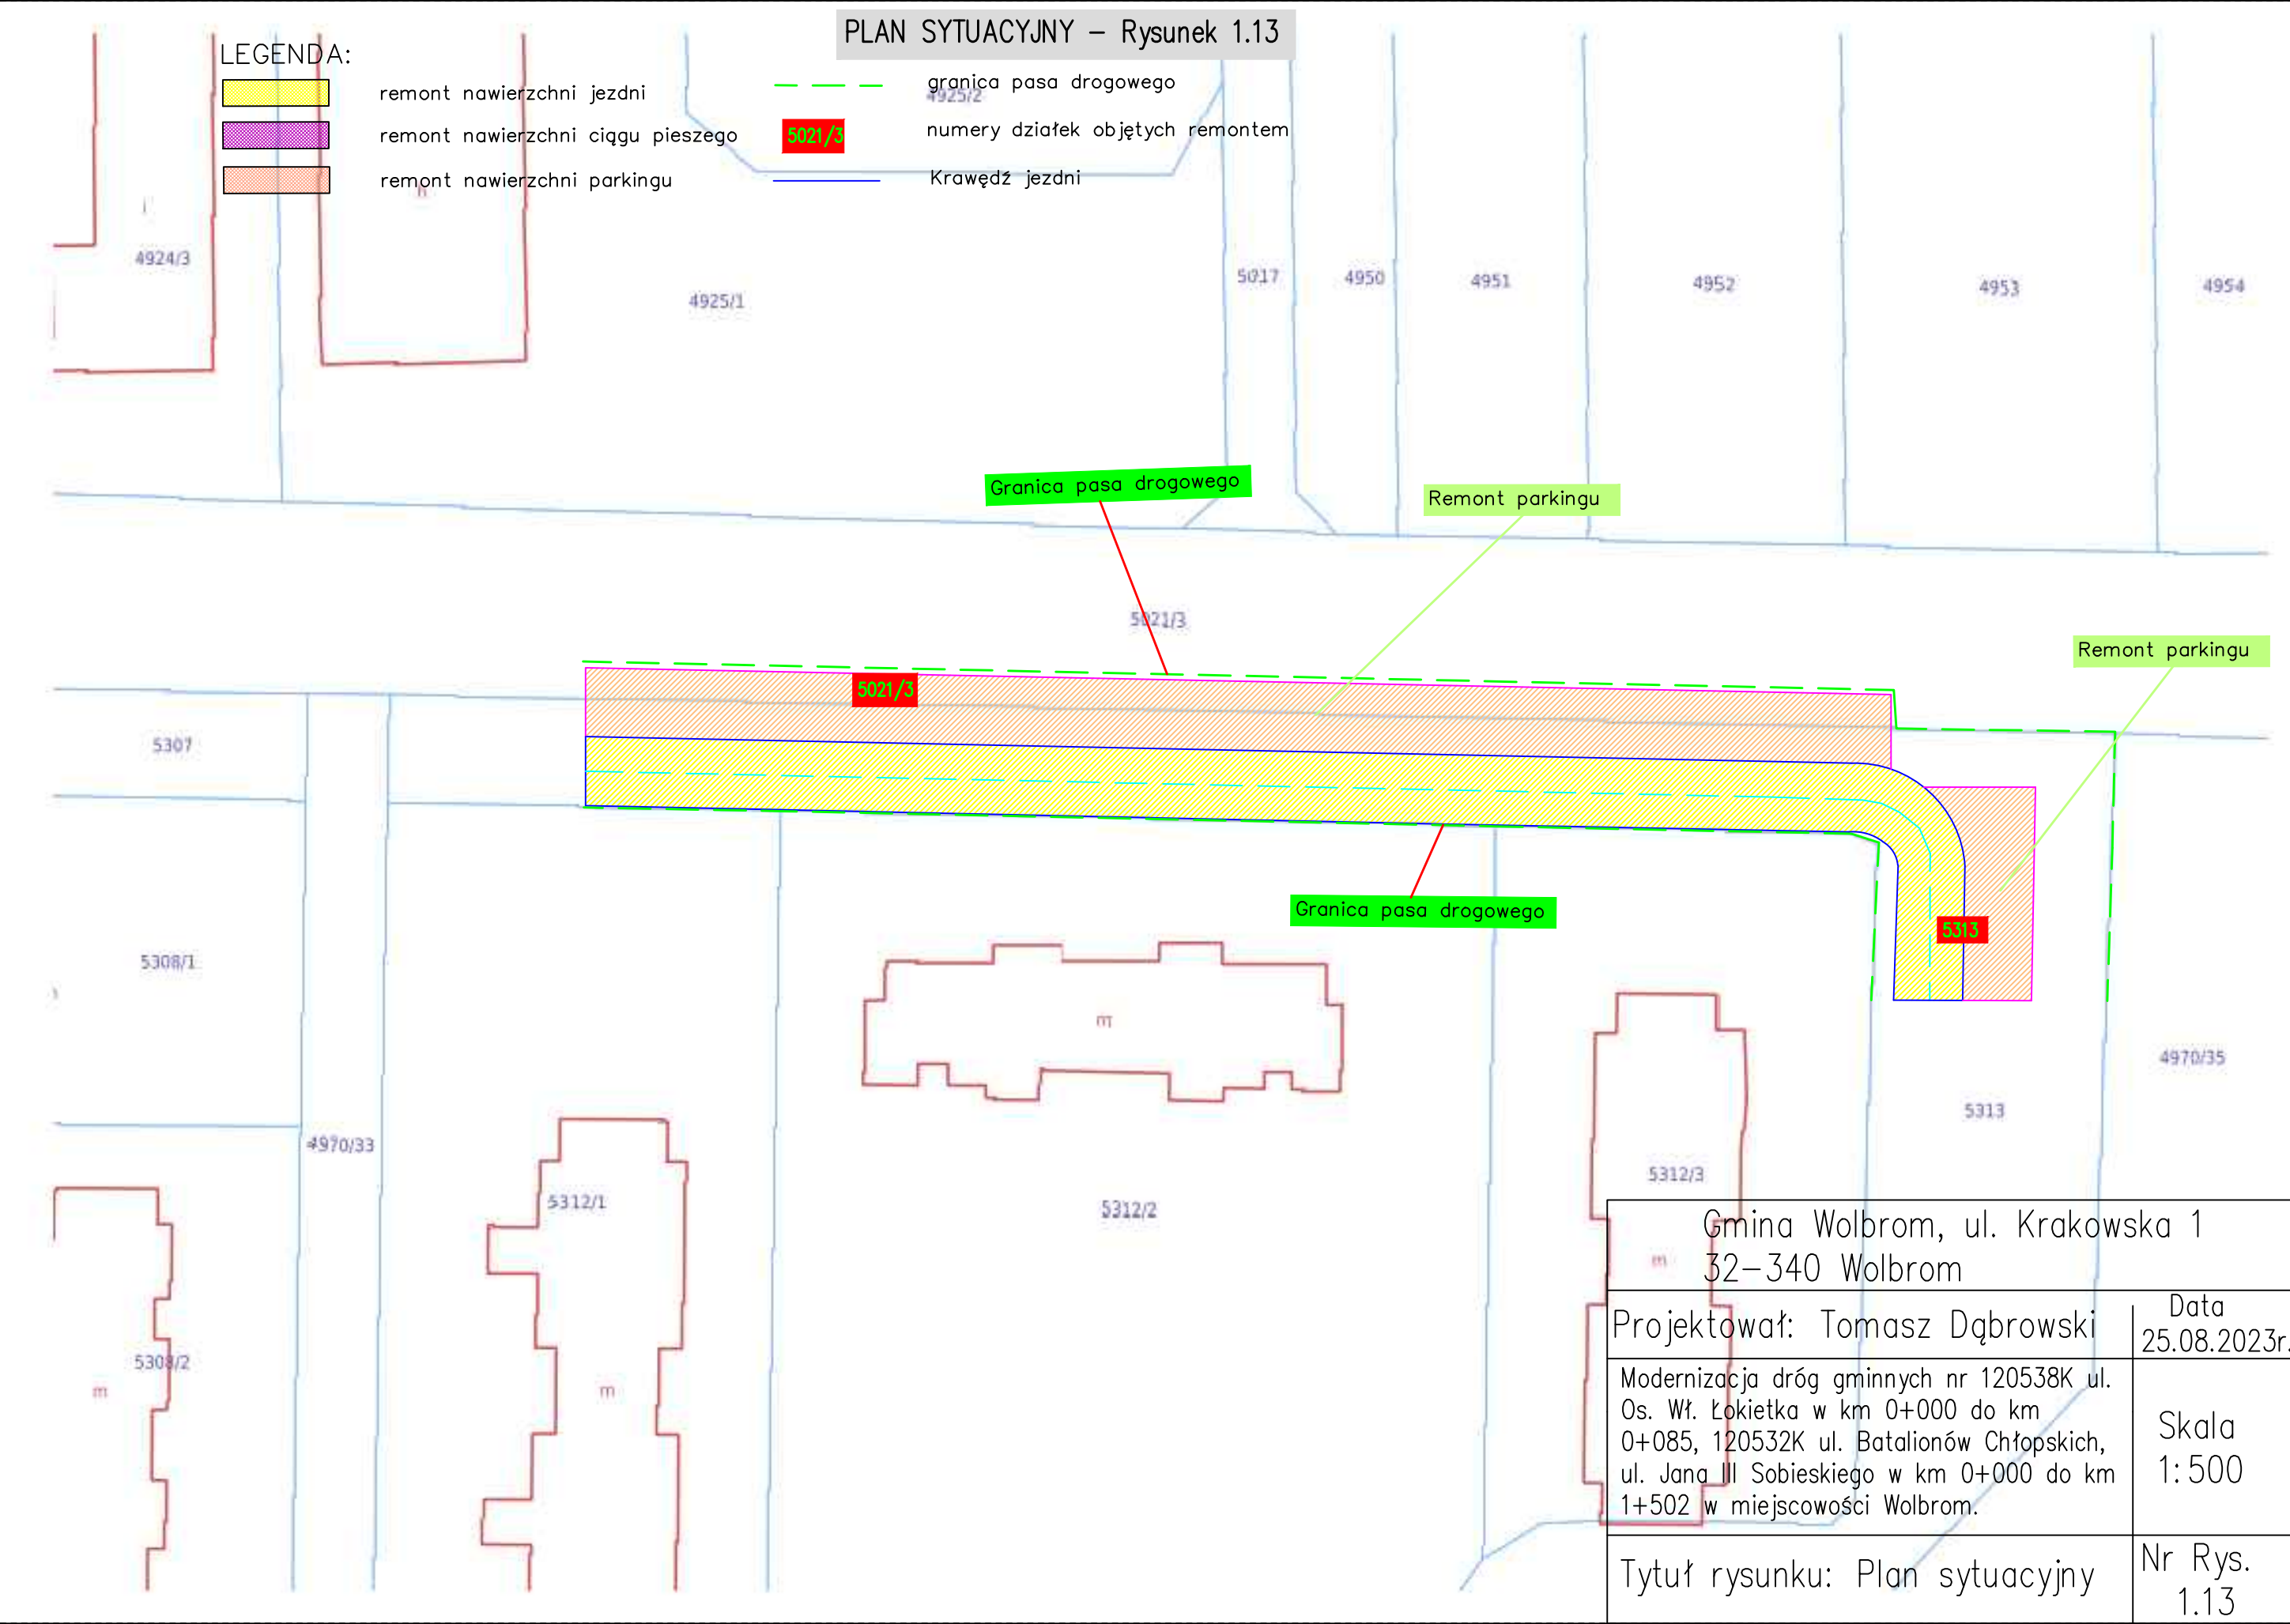 PLAN SYTUACYJNY – Rysunek 1.13
LEGENDA:
remont nawierzchni jezdni
remont nawierzchni ciągu pieszego
remont nawierzchni parkingu
granica pasa drogowego
5021/3 numery działek objętych remontem
Krawędź jezdni
4925/2
i
h
4924/3
4925/1
5017
4950
4951
4952
4953
4954
Granica pasa drogowego
Remont parkingu
5021/3
Remont parkingu
5021/3
5307
Granica pasa drogowego
5313
5308/1
m
4970/35
5313
4970/33
5312/1
5312/2
5312/3
m
5308/2
m
m
Gmina Wolbrom, ul. Krakowska 1
32-340 Wolbrom
Projektował: Tomasz Dąbrowski
Data
25.08.2023r.
Modernizacja dróg gminnych nr 120538K ul.
Os. Wł. Łokietka w km 0+000 do km
0+085, 120532K ul. Batalionów Chłopskich,
ul. Jana III Sobieskiego w km 0+000 do km
1+502 w miejscowości Wolbrom.
Skala
1:500
Tytuł rysunku: Plan sytuacyjny
Nr Rys.
1.13